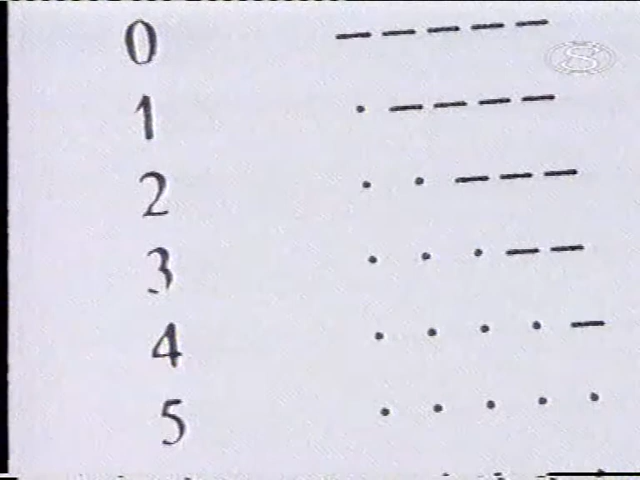 0 — — — — —
1 · — — — —
2 · · — — —
3 · · · — —
4 · · · · —
5 · · · · ·
S